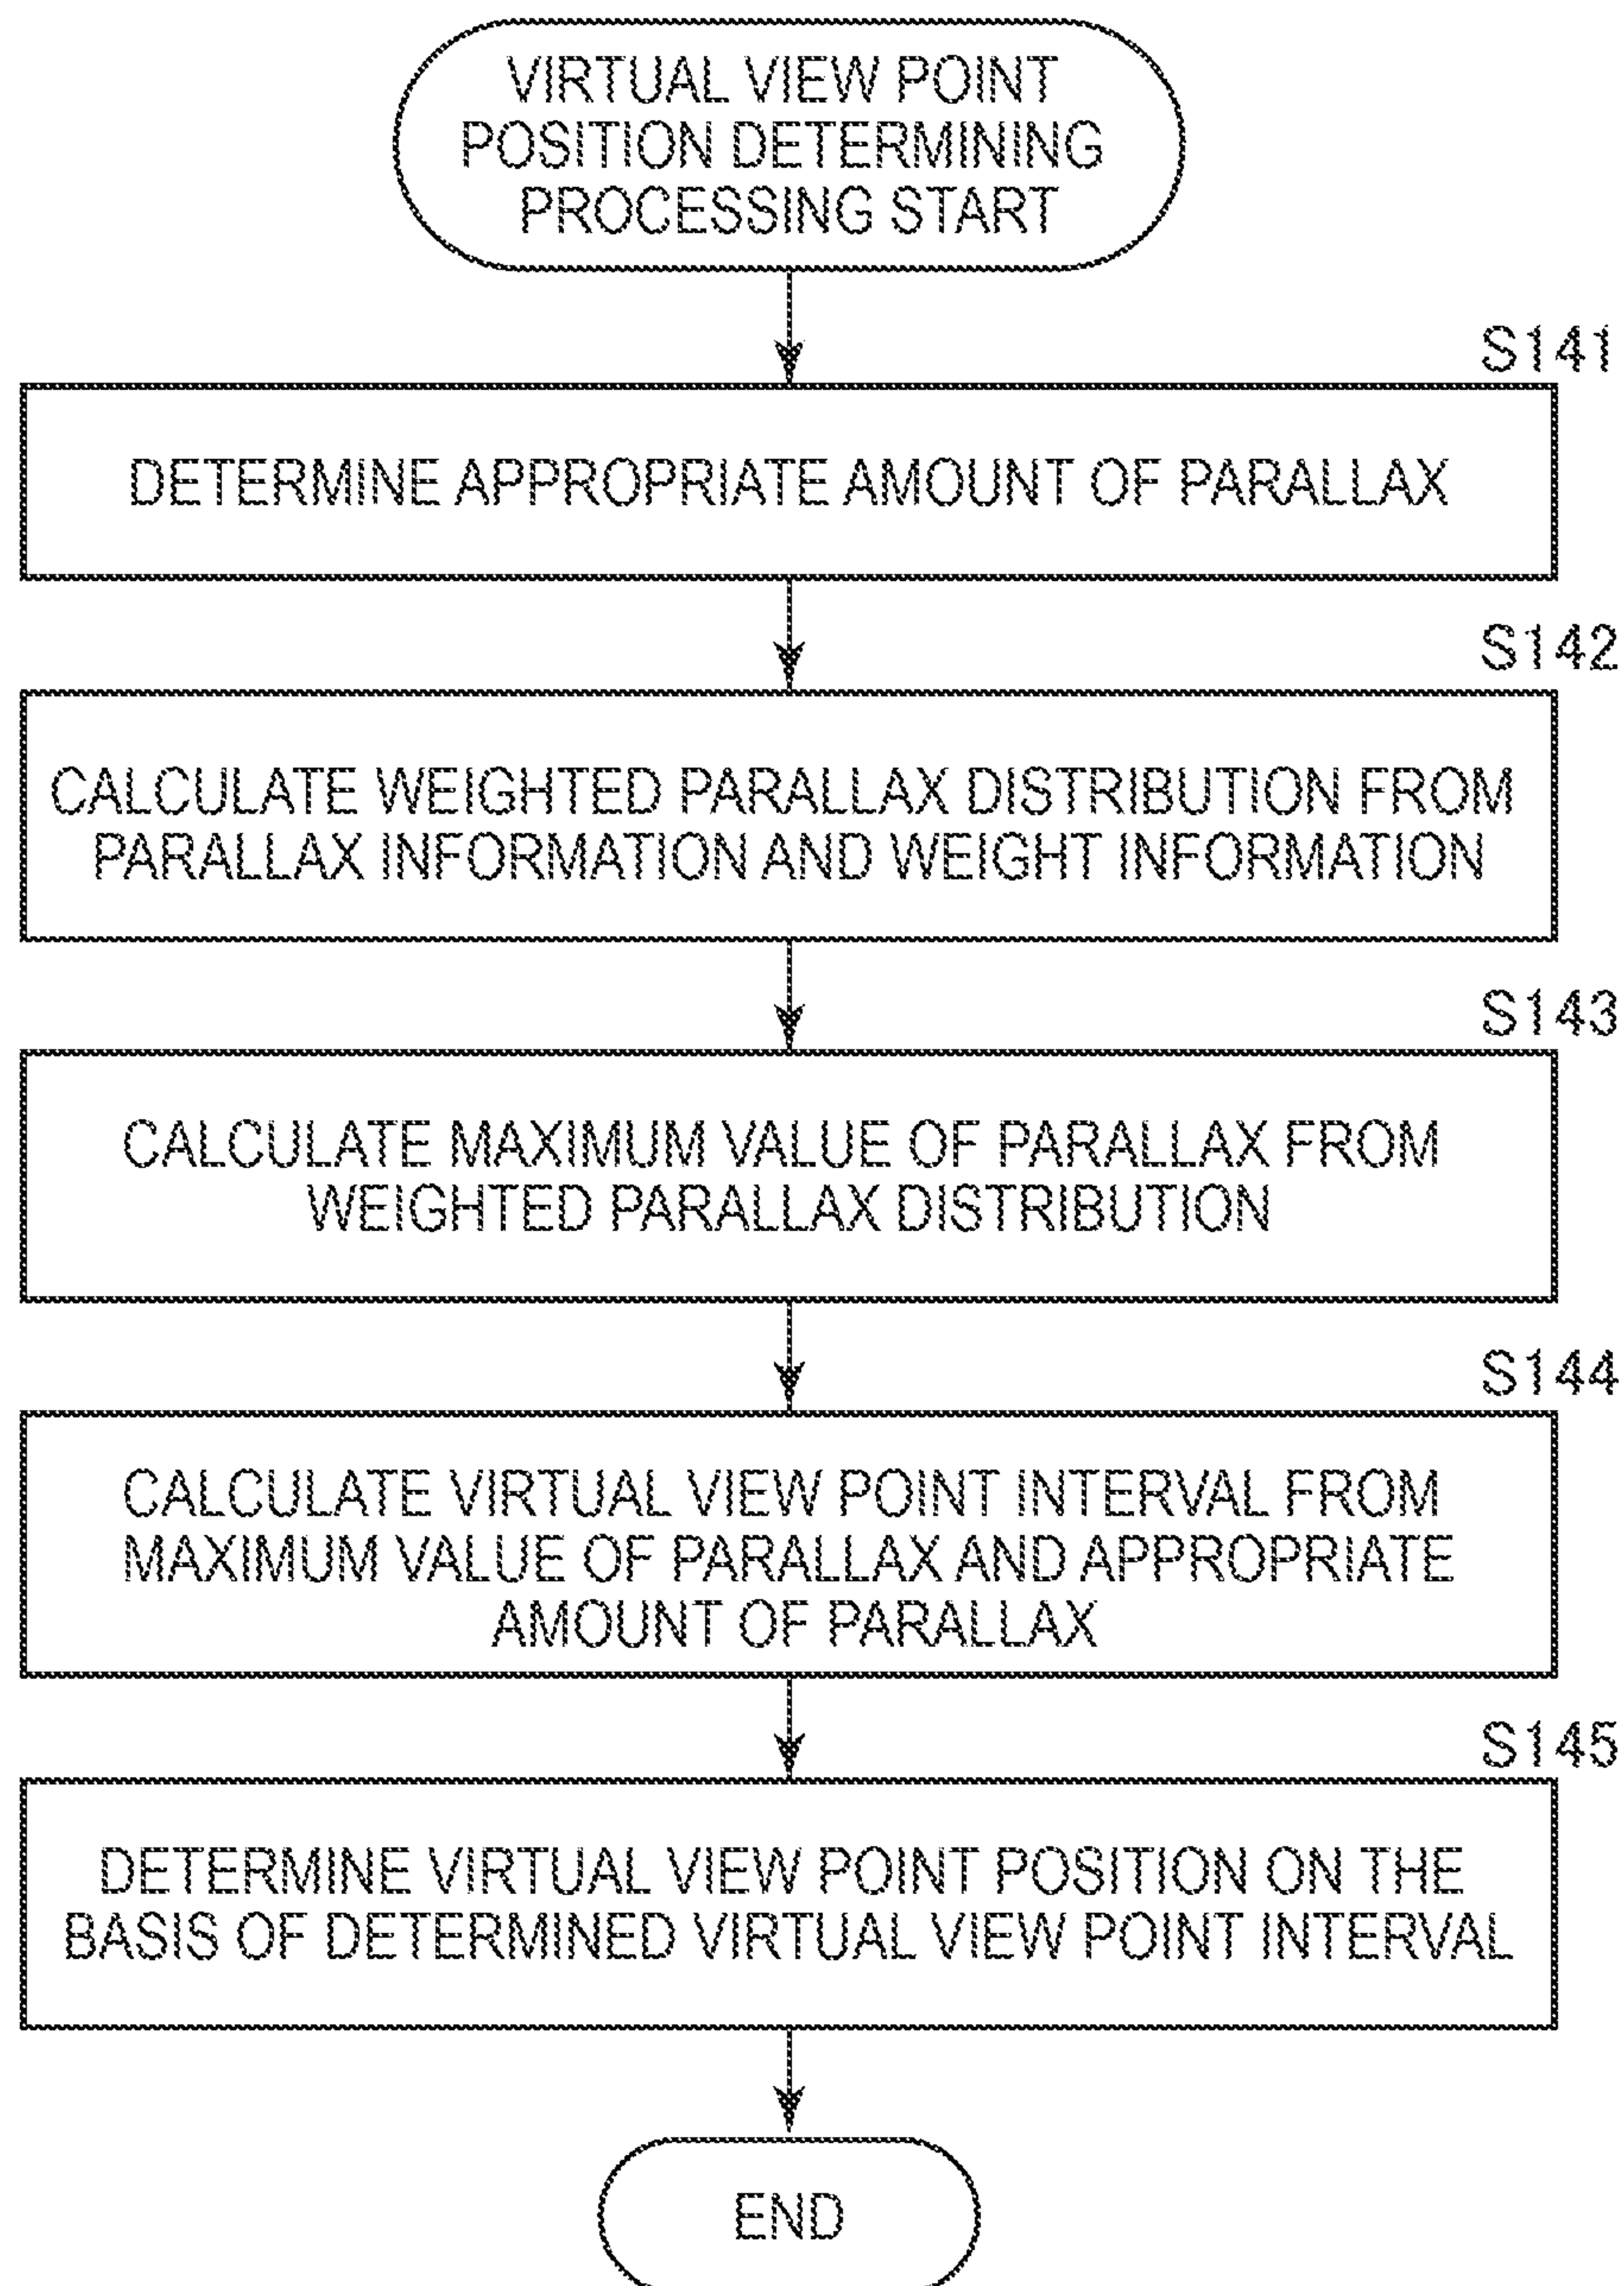 VIRTUAL VIEW POINT
POSITION DETERMINING
PROCESSING START
S141
DETERMINE APPROPRIATE AMOUNT OF PARALLAX
S142
CALCULATE WEIGHTED PARALLAX DISTRIBUTION FROM
PARALLAX INFORMATION AND WEIGHT INFORMATION
S143
CALCULATE MAXIMUM VALUE OF PARALLAX FROM
WEIGHTED PARALLAX DISTRIBUTION
S144
CALCULATE VIRTUAL VIEW POINT INTERVAL FROM
MAXIMUM VALUE OF PARALLAX AND APPROPRIATE
AMOUNT OF PARALLAX
S145
DETERMINE VIRTUAL VIEW POINT POSITION ON THE
BASIS OF DETERMINED VIRTUAL VIEW POINT INTERVAL
END